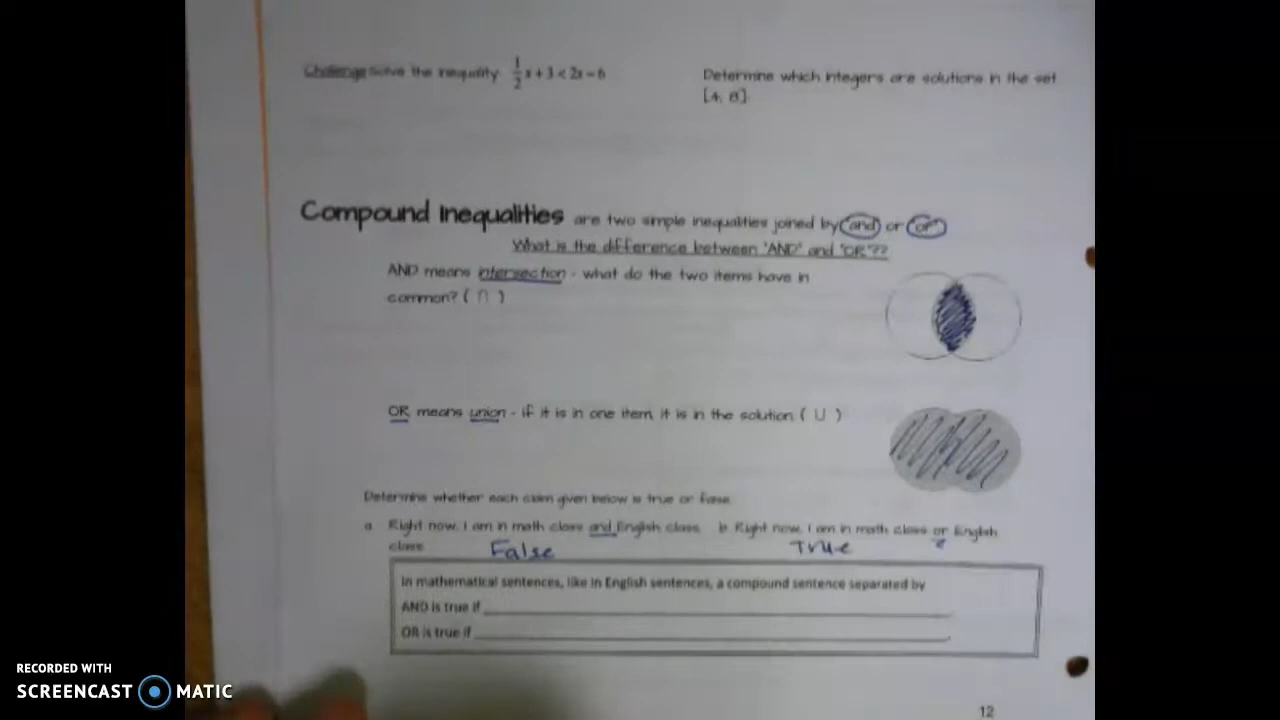 Challenge Solve the inequality: 1/2 x + 3 < 2x - 6
Determine which integers are solutions in the set
[4, 8].
Compound Inequalities are two simple inequalities joined by and or or
What is the difference between "AND" and "OR"??
AND means intersection - what do the two items have in
common? ( ∩ )
OR means union - if it is in one item, it is in the solution ( ∪ )
Determine whether each claim given below is true or false.
a. Right now, I am in math class and English class. b. Right now, I am in math class or English
class.
False
True
In mathematical sentences, like in English sentences, a compound sentence separated by
AND is true if
OR is true if
12
RECORDED WITH
SCREENCAST MATIC